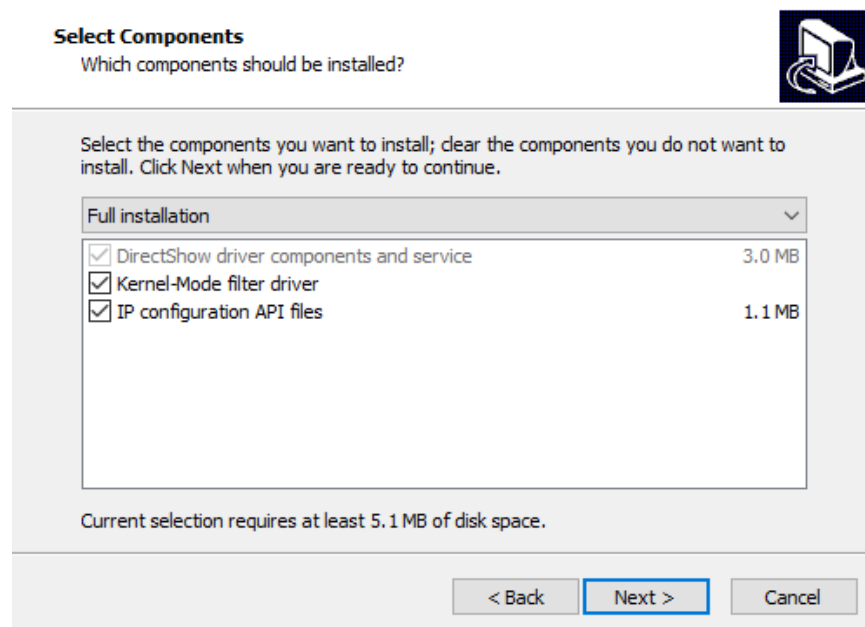 Select Components
Which components should be installed?
Select the components you want to install; clear the components you do not want to
install. Click Next when you are ready to continue.
Full installation
DirectShow driver components and service 3.0 MB
Kernel-Mode filter driver
IP configuration API files 1.1 MB
Current selection requires at least 5.1 MB of disk space.
< Back Next > Cancel